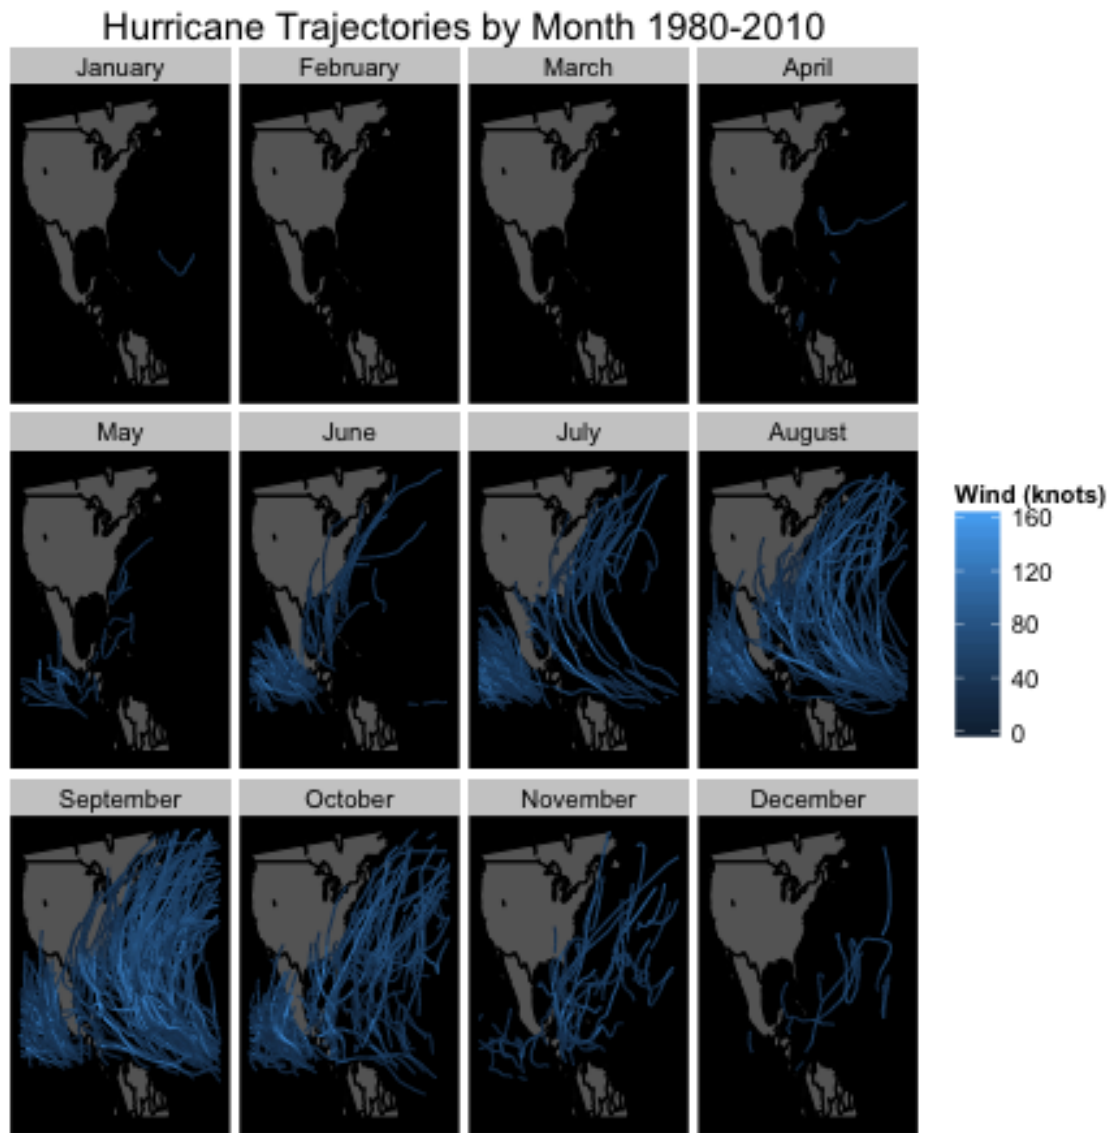 Hurricane Trajectories by Month 1980-2010
January
February
March
April
May
June
July
August
Wind (knots)
160
120
80
40
0
September
October
November
December